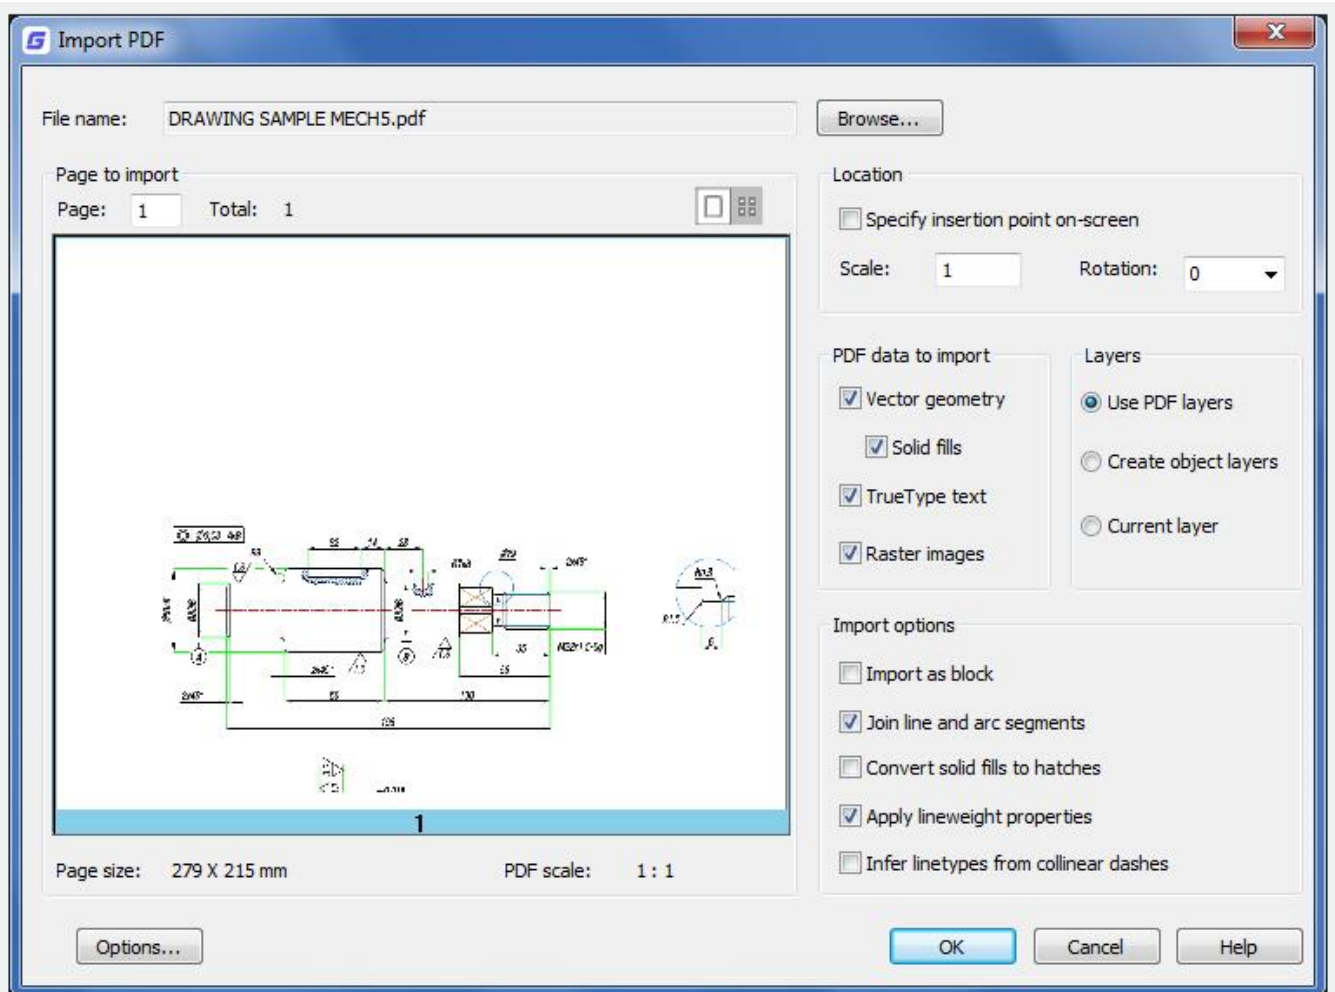 Import PDF
File name: DRAWING SAMPLE MECH5.pdf Browse...
Page to import
Page: 1 Total: 1
1
Page size: 279 X 215 mm PDF scale: 1 : 1
Location
Specify insertion point on-screen
Scale: 1 Rotation: 0
PDF data to import
Vector geometry
Solid fills
TrueType text
Raster images
Layers
Use PDF layers
Create object layers
Current layer
Import options
Import as block
Join line and arc segments
Convert solid fills to hatches
Apply lineweight properties
Infer linetypes from collinear dashes
Options... OK Cancel Help